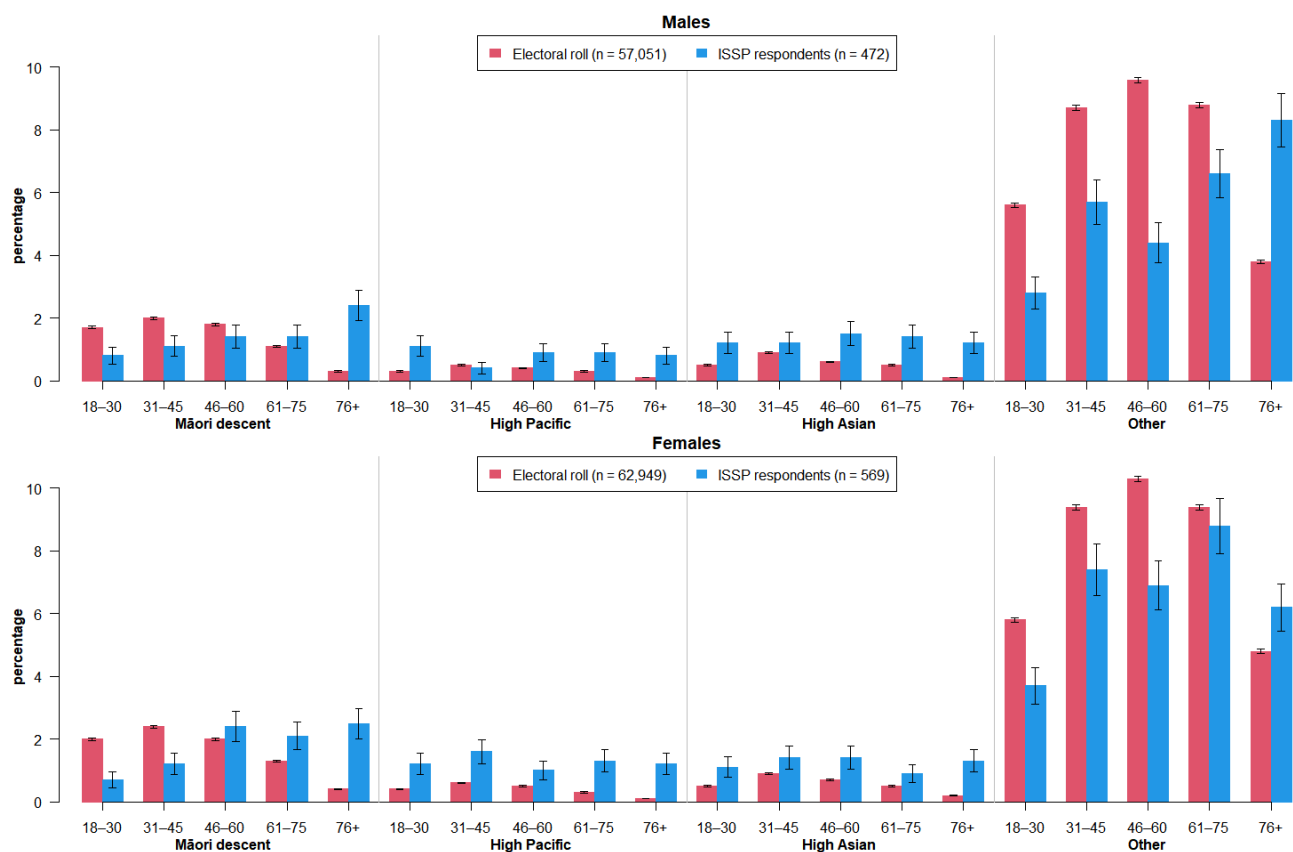 Males
Electoral roll (n = 57,051) ISSP respondents (n = 472)
10
8
6
4
2
0
percentage
18–30 31–45 46–60 61–75 76+ 18–30 31–45 46–60 61–75 76+ 18–30 31–45 46–60 61–75 76+ 18–30 31–45 46–60 61–75 76+
Māori descent High Pacific High Asian Other
Females
Electoral roll (n = 62,949) ISSP respondents (n = 569)
10
8
6
4
2
0
percentage
18–30 31–45 46–60 61–75 76+ 18–30 31–45 46–60 61–75 76+ 18–30 31–45 46–60 61–75 76+ 18–30 31–45 46–60 61–75 76+
Māori descent High Pacific High Asian Other